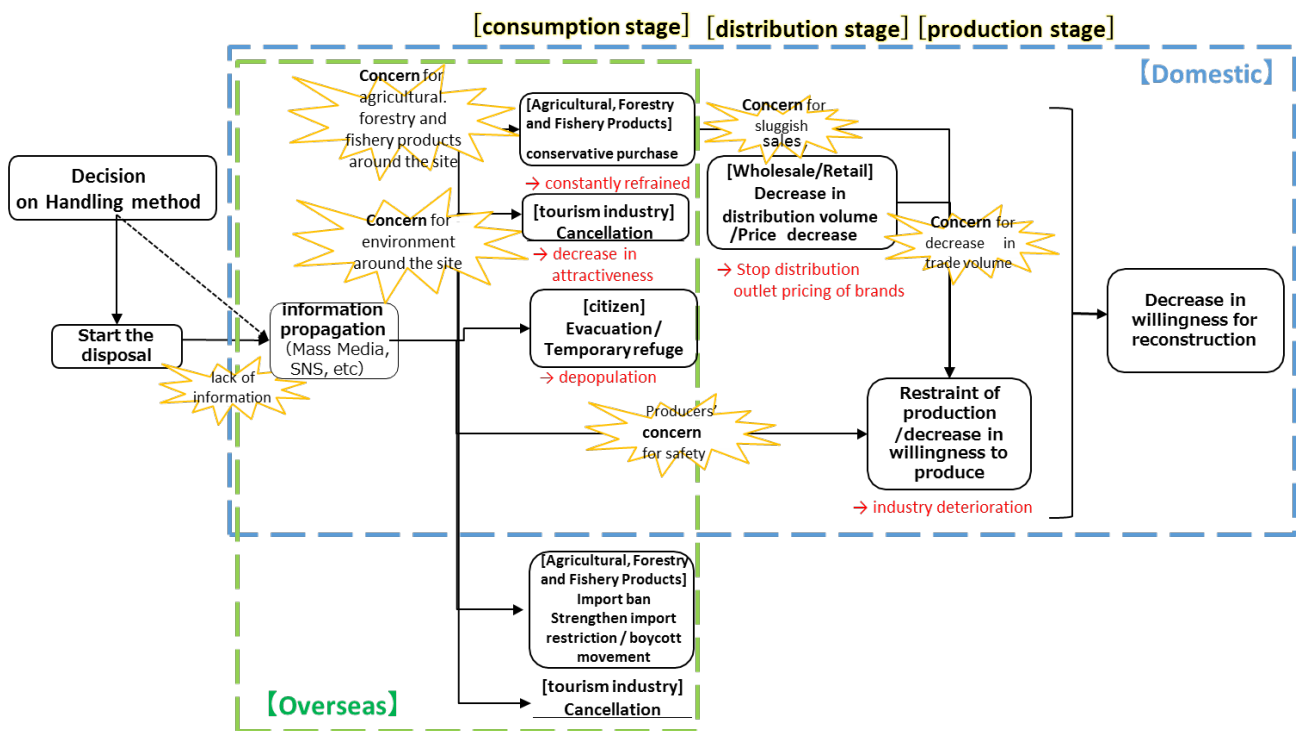 [consumption stage] [distribution stage] [production stage]
【Domestic】
Concern for
agricultural.
forestry and
fishery products
around the site
[Agricultural, Forestry
and Fishery Products]
conservative purchase
→ constantly refrained
Concern for
sluggish
sales
Decision
on Handling method
[Wholesale/Retail]
Decrease in
distribution volume
/Price decrease
→ Stop distribution
outlet pricing of brands
Concern for
environment
around the site
[tourism industry]
Cancellation
→ decrease in
attractiveness
Concern for
decrease in
trade volume
Start the
disposal
lack of
information
information
propagation
(Mass Media,
SNS, etc)
[citizen]
Evacuation/
Temporary refuge
→ depopulation
Decrease in
willingness for
reconstruction
Producers'
concern
for safety
Restraint of
production
/decrease in
willingness to
produce
→ industry deterioration
[Agricultural, Forestry
and Fishery Products]
Import ban
Strengthen import
restriction / boycott
movement
[tourism industry]
Cancellation
【Overseas】